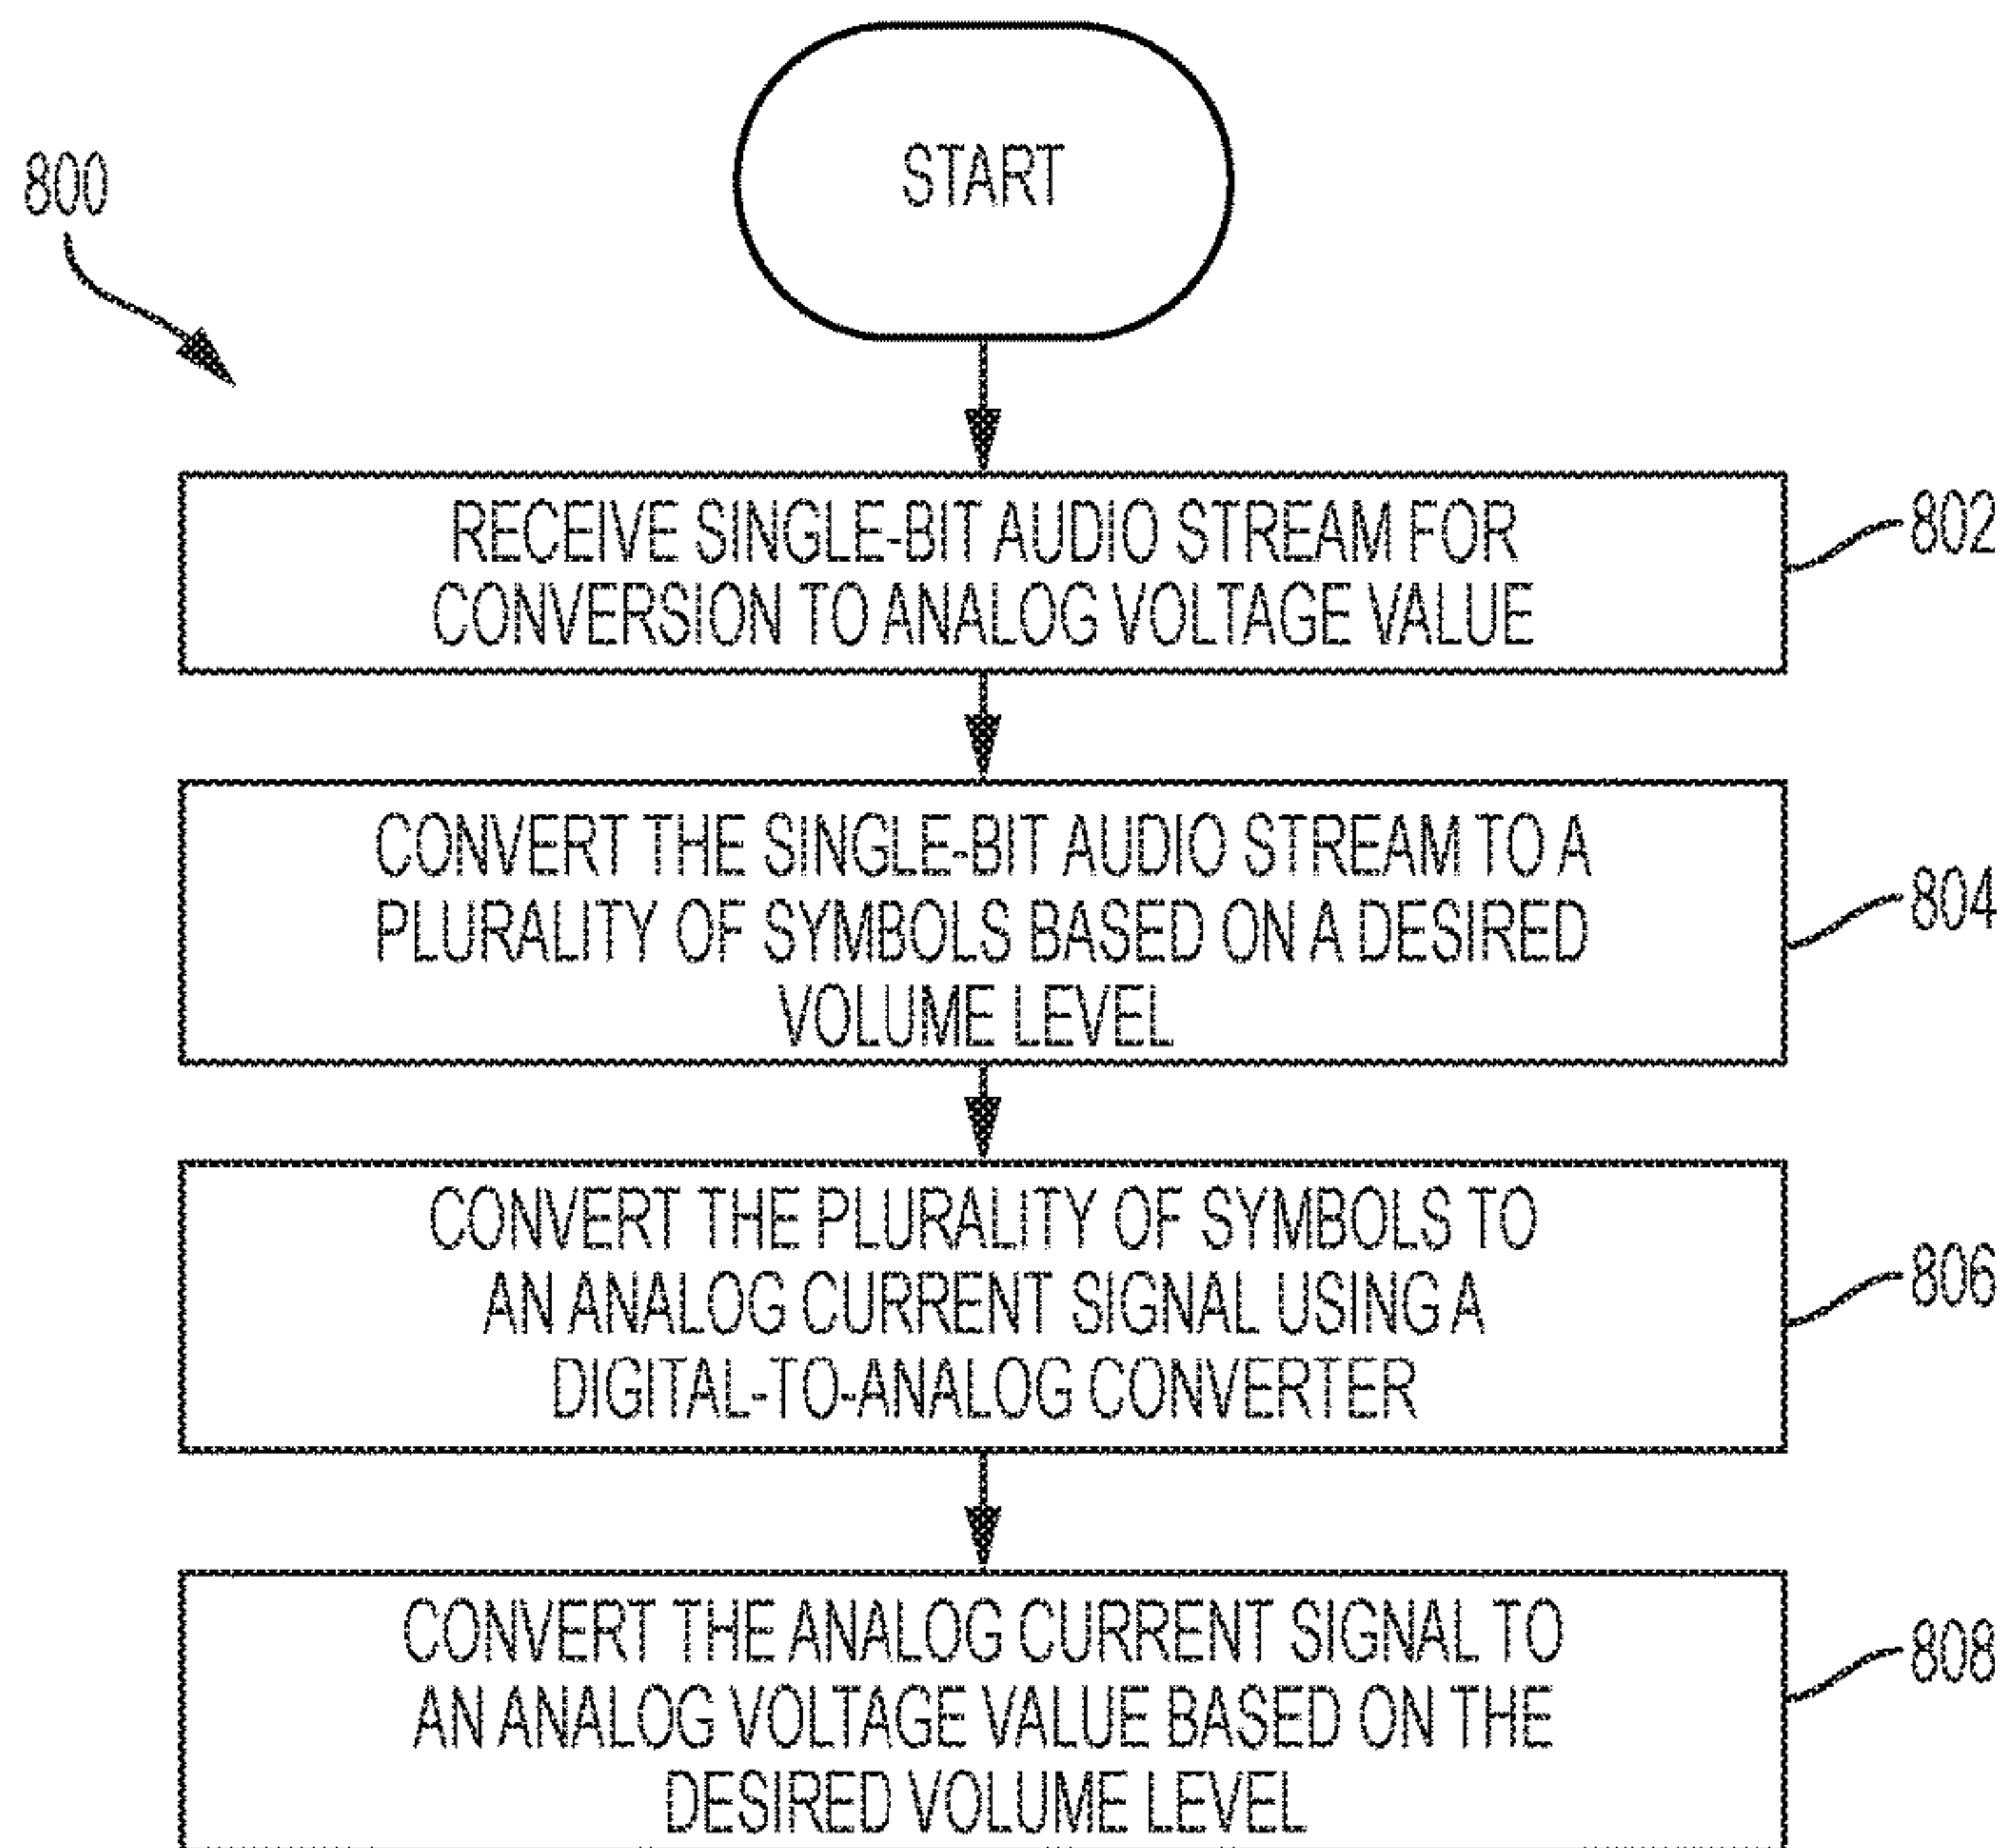 START
800
RECEIVE SINGLE-BIT AUDIO STREAM FOR
CONVERSION TO ANALOG VOLTAGE VALUE
802
CONVERT THE SINGLE-BIT AUDIO STREAM TO A
PLURALITY OF SYMBOLS BASED ON A DESIRED
VOLUME LEVEL
804
CONVERT THE PLURALITY OF SYMBOLS TO
AN ANALOG CURRENT SIGNAL USING A
DIGITAL-TO-ANALOG CONVERTER
806
CONVERT THE ANALOG CURRENT SIGNAL TO
AN ANALOG VOLTAGE VALUE BASED ON THE
DESIRED VOLUME LEVEL
808